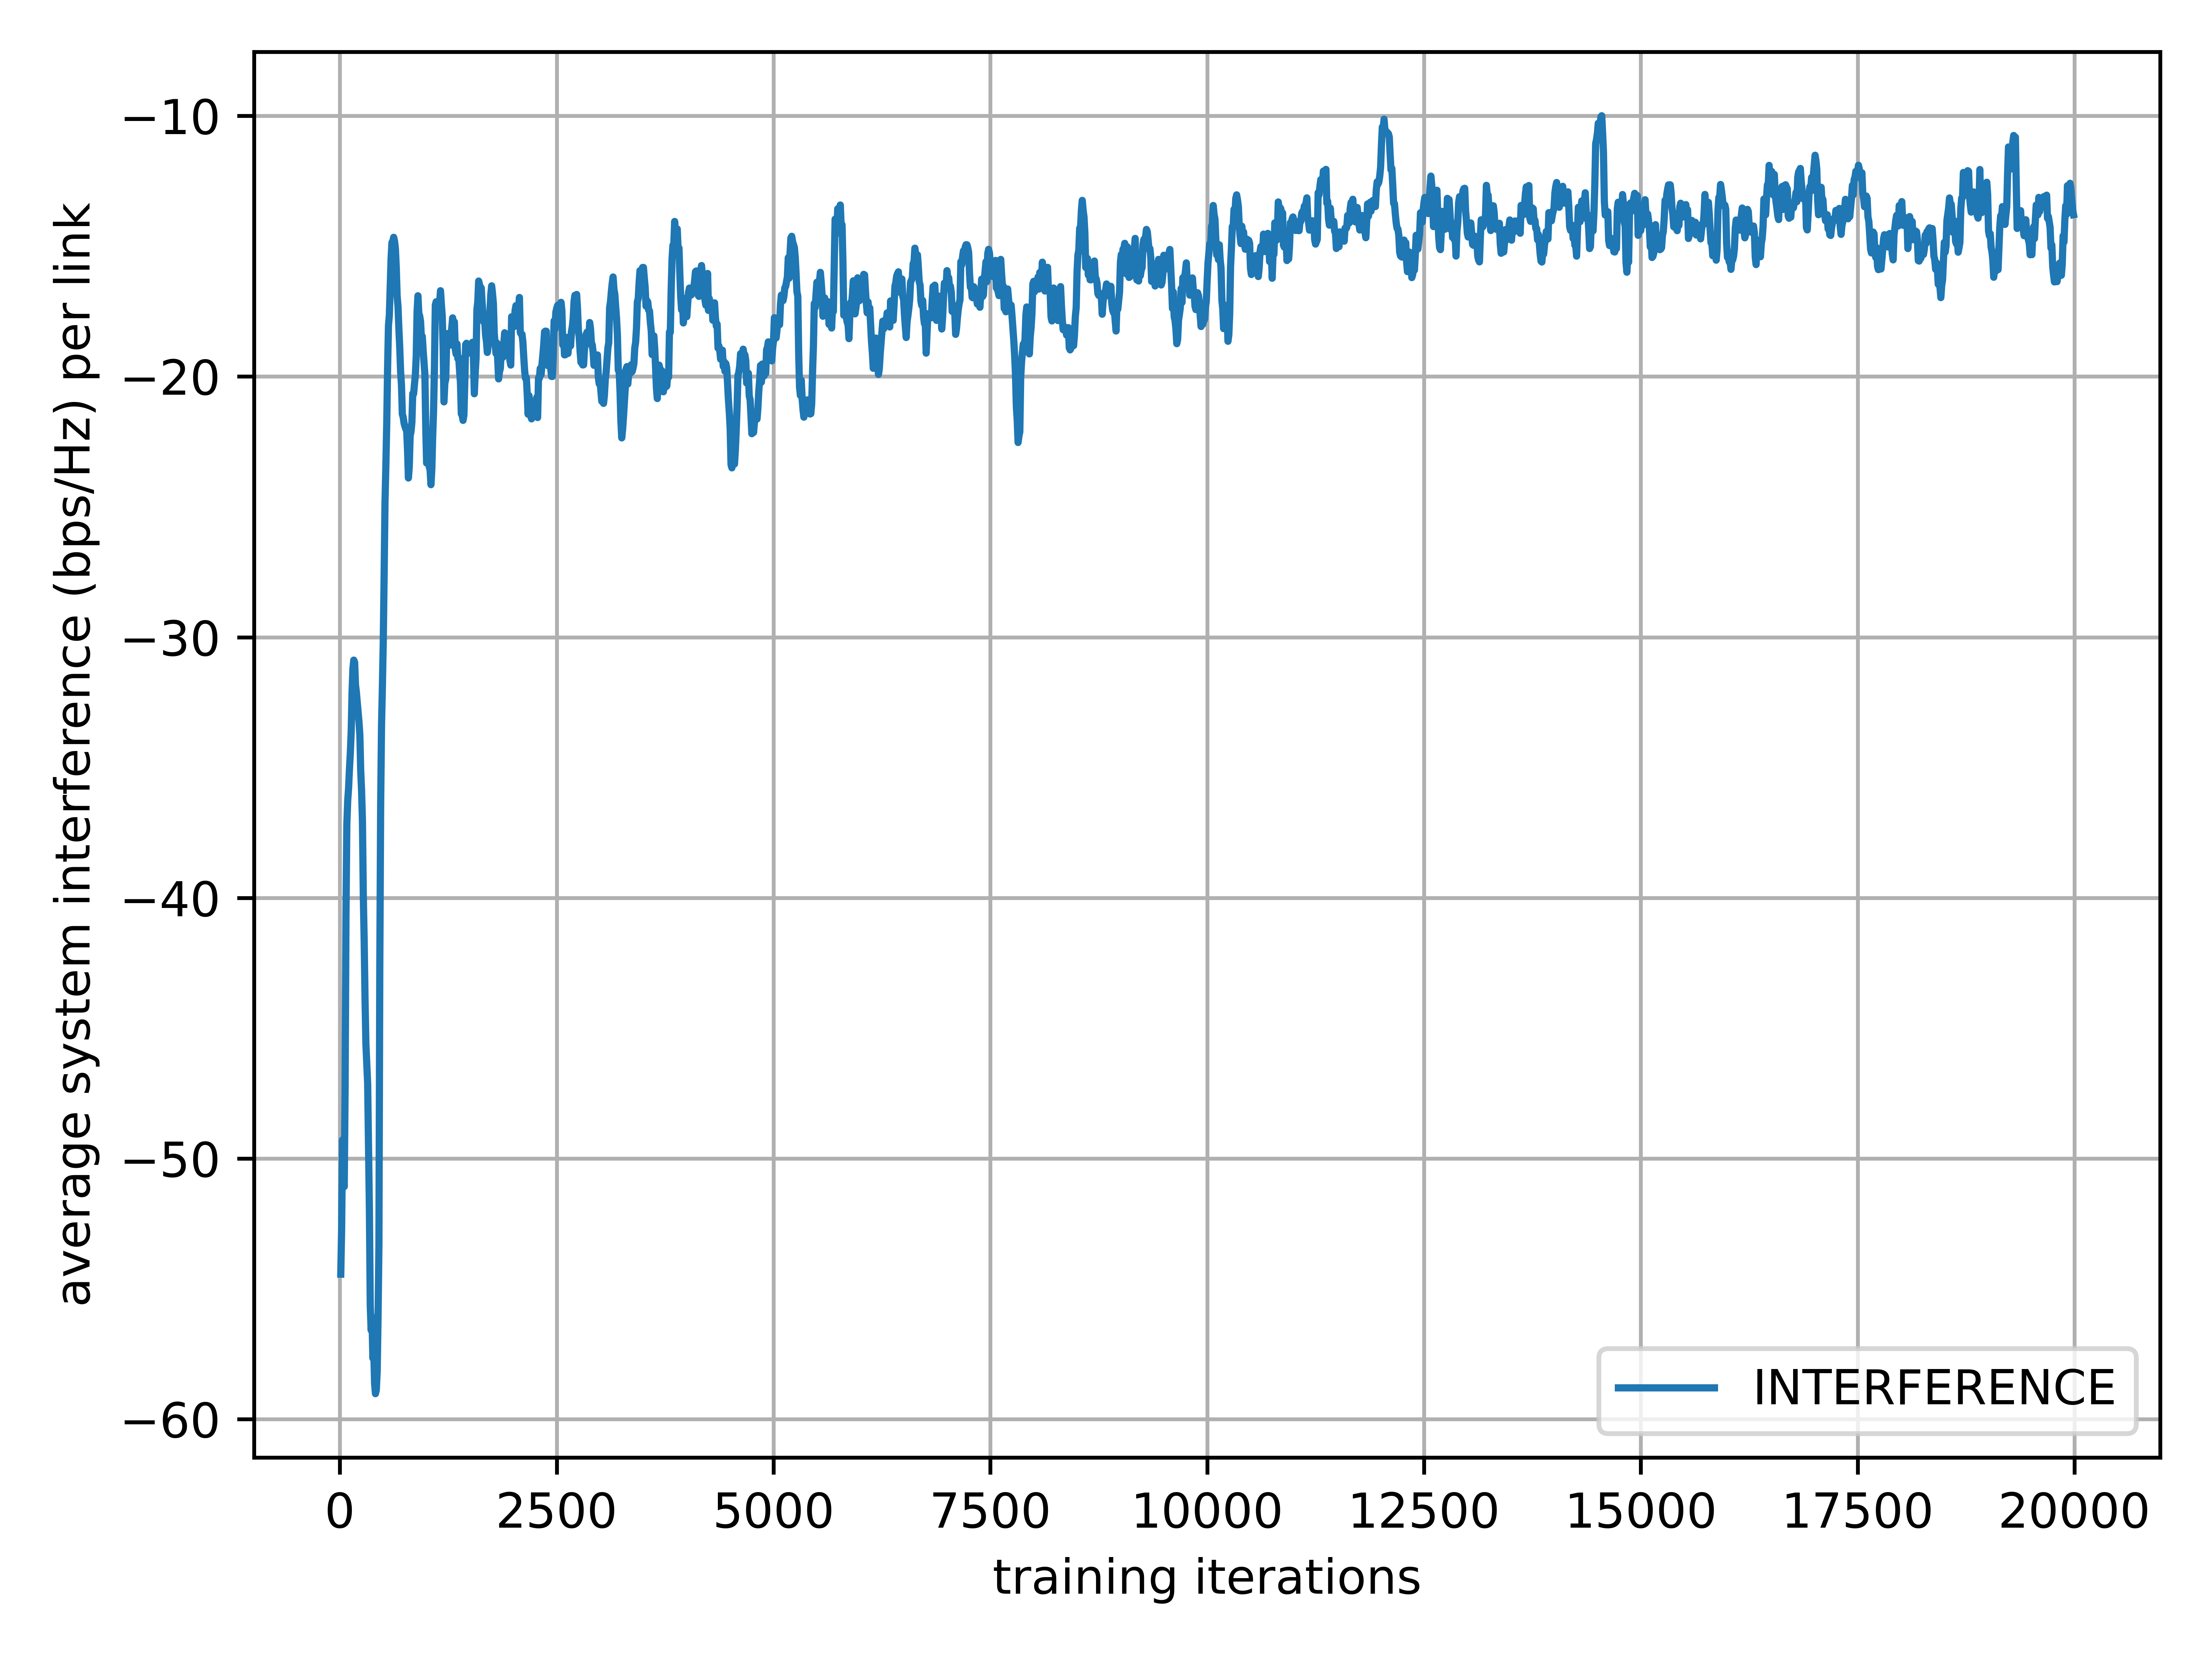 average system interference (bps/Hz) per link
−10
−20
−30
−40
−50
−60
INTERFERENCE
0 2500 5000 7500 10000 12500 15000 17500 20000
training iterations